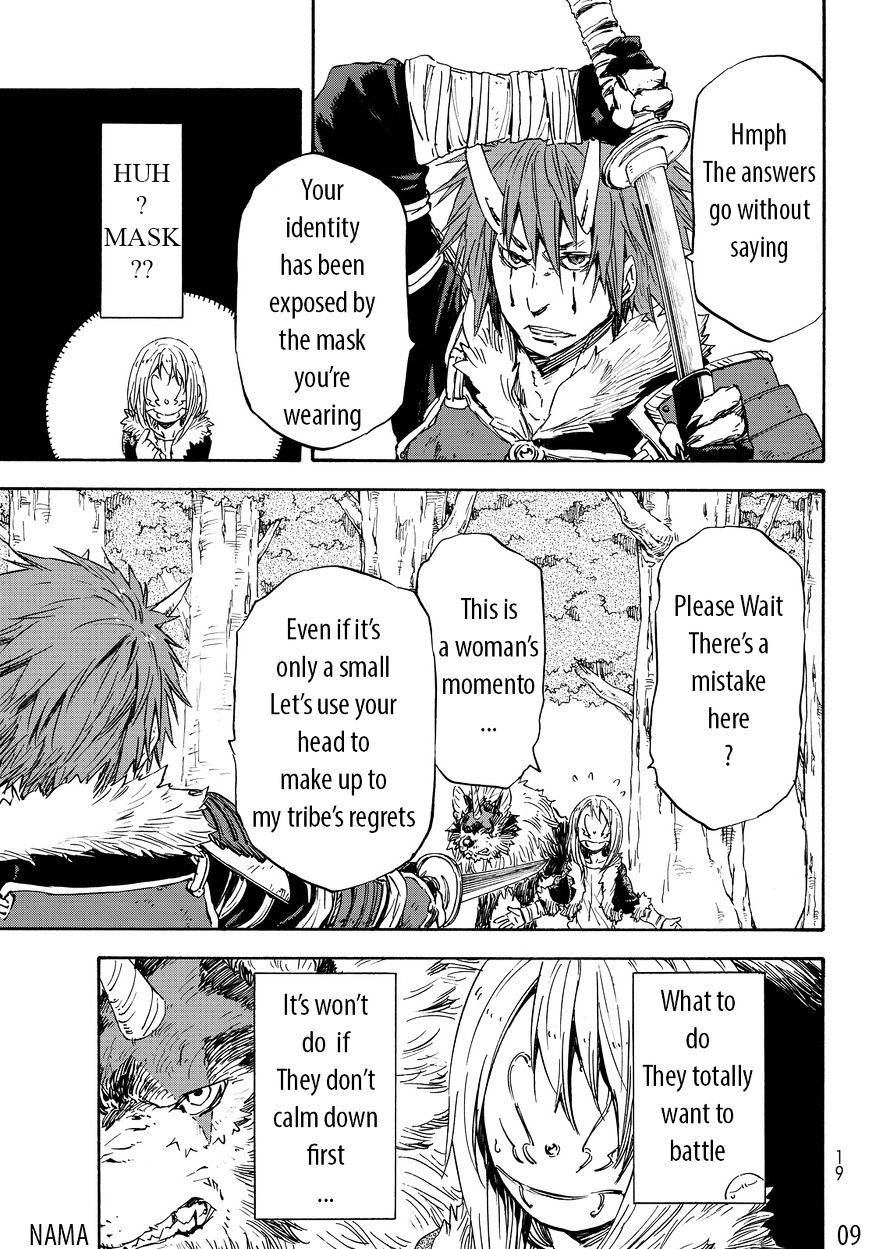 Hmph
The answers
go without
saying
Your
identity
has been
exposed by
the mask
you're
wearing
HUH
?
MASK
??
Please Wait
There's a
mistake
here
?
This is
a woman's
momento
...
Even if it's
only a small
Let's use your
head to
make up to
my tribe's regrets
What to
do
They totally
want to
battle
It's won't
do if
They don't
calm down
first
...
19
NAMA
09